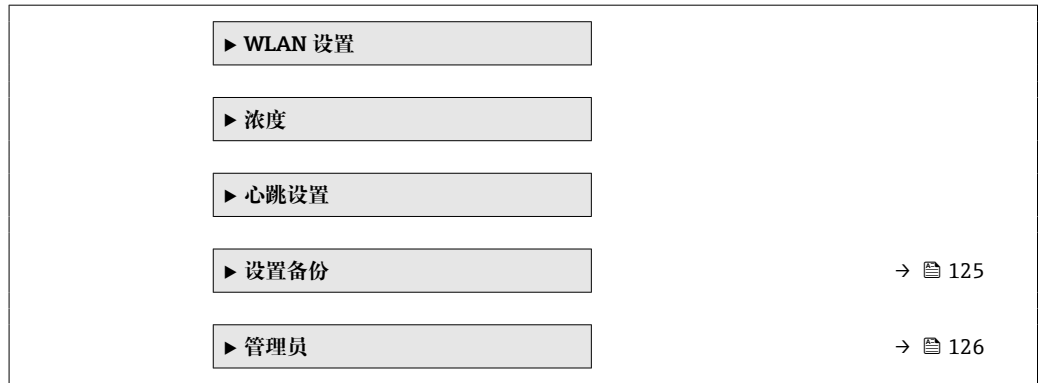 ▶ WLAN 设置
▶ 浓度
▶ 心跳设置
▶ 设置备份 → 🖹 125
▶ 管理员 → 🖹 126